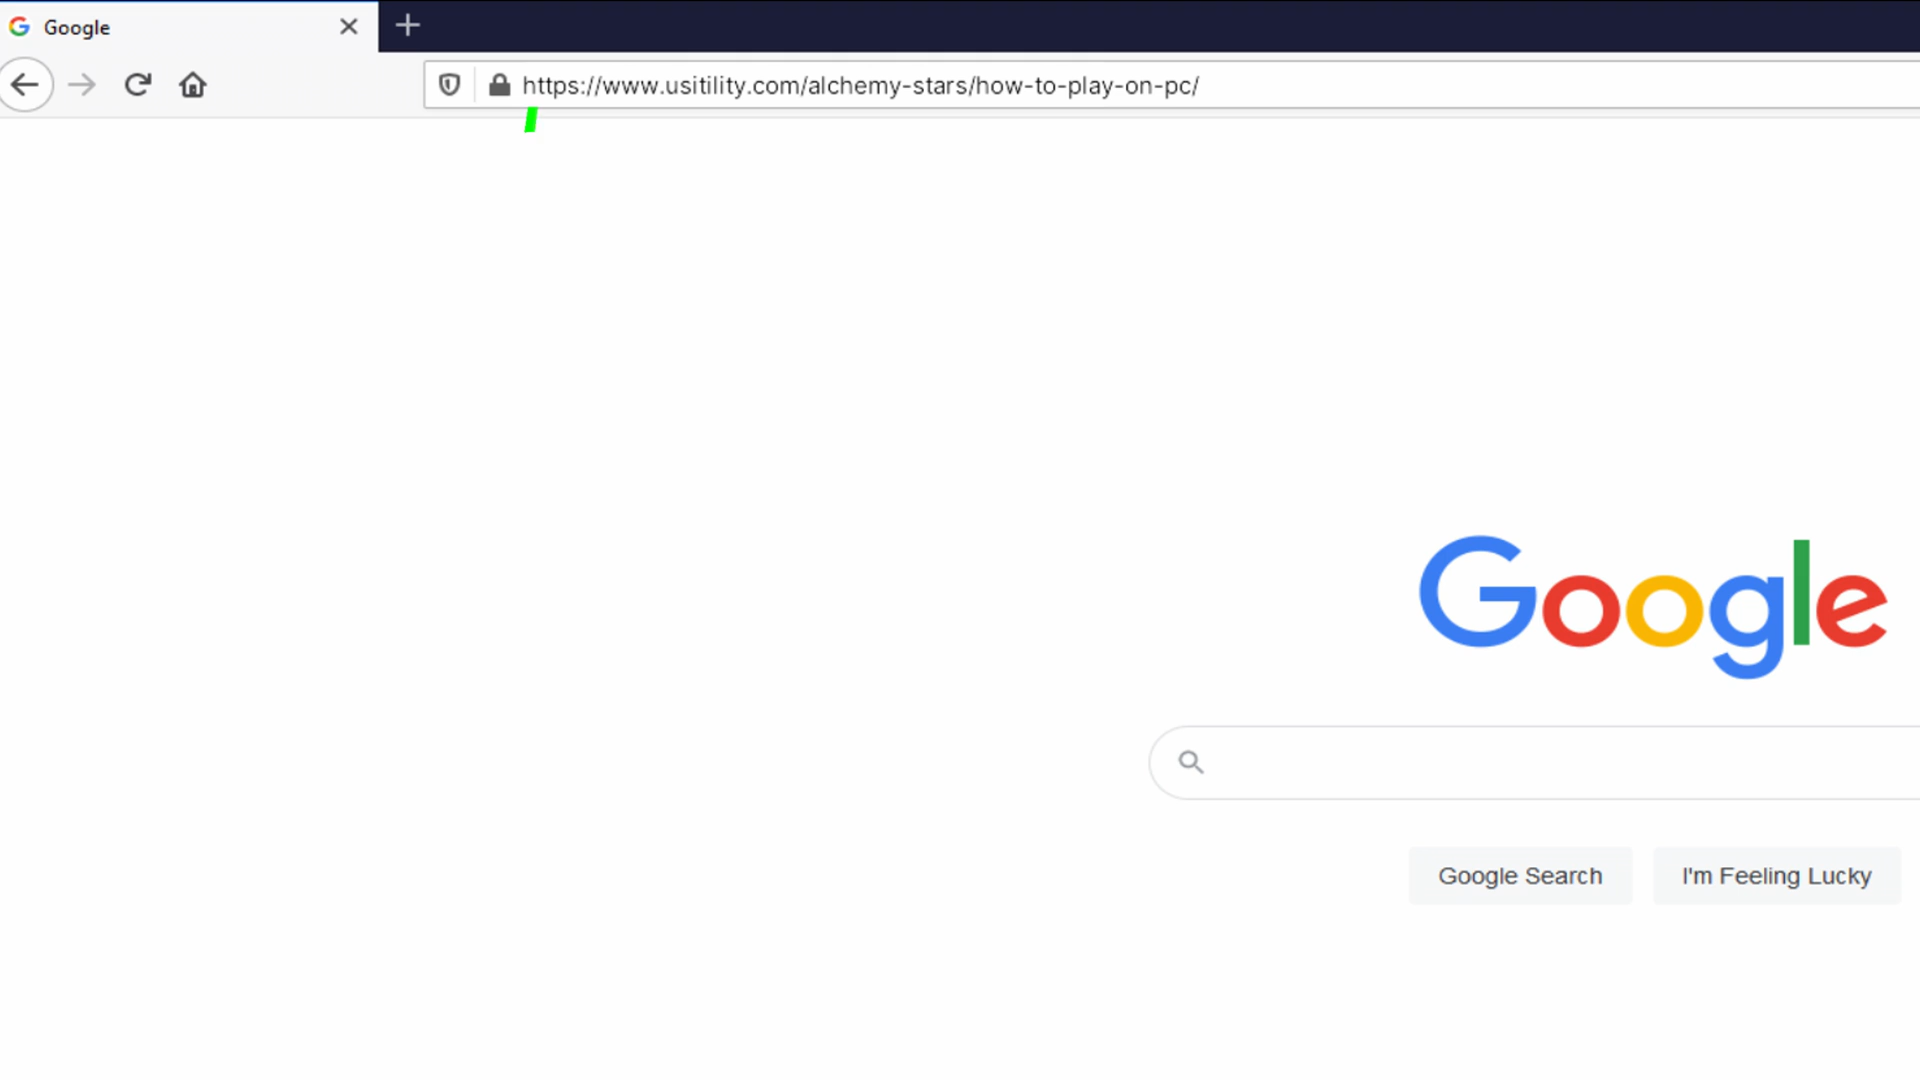 Google
https://www.usitility.com/alchemy-stars/how-to-play-on-pc/
Google
Google Search
I'm Feeling Lucky